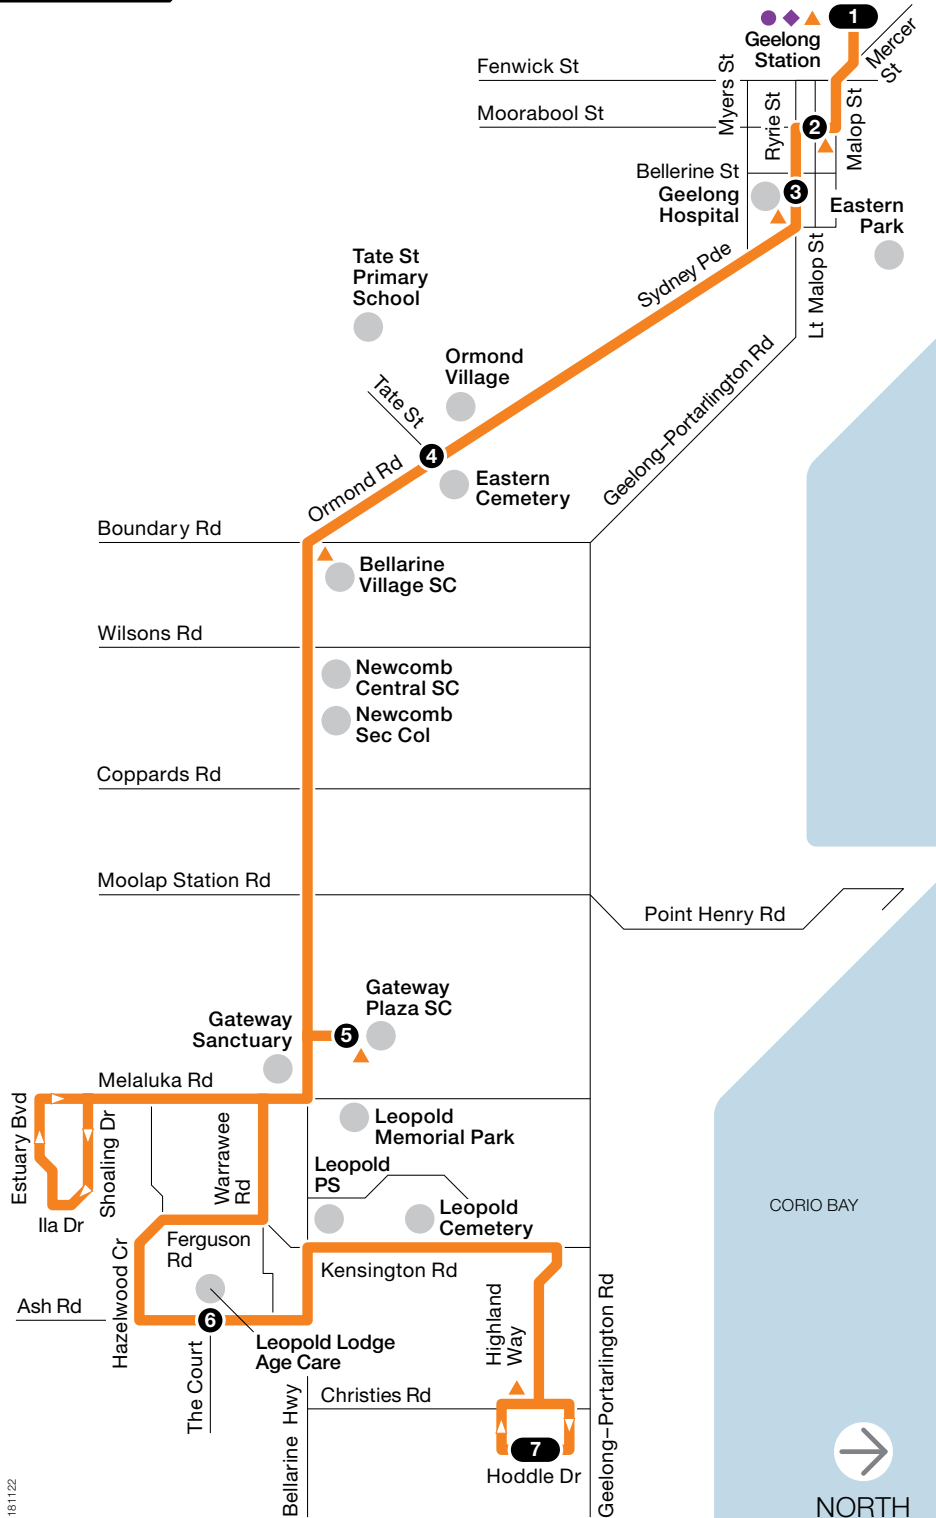 1
Geelong
Station
Mercer
St
Fenwick St
Myers St
Moorabool St
Ryrie St
2
Malop St
Bellerine St
Geelong
Hospital
3
Eastern
Park
Lt Malop St
Sydney Pde
Tate St
Primary
School
Ormond
Village
Geelong–Portarlington Rd
Tate St
4
Ormond Rd
Eastern
Cemetery
Boundary Rd
Bellarine
Village SC
Wilsons Rd
Newcomb
Central SC
Newcomb
Sec Col
Coppards Rd
Moolap Station Rd
Point Henry Rd
Gateway
Plaza SC
Gateway
Sanctuary
5
Melaluka Rd
Estuary Bvd
Shoaling Dr
Warrawee
Rd
Leopold
Memorial Park
Leopold
PS
Leopold
Cemetery
CORIO BAY
Ila Dr
Ferguson
Rd
Hazelwood Cr
Kensington Rd
Ash Rd
6
Highland
Way
Geelong–Portarlington Rd
Leopold Lodge
Age Care
The Court
Bellarine Hwy
Christies Rd
7
Hoddle Dr
NORTH
181122